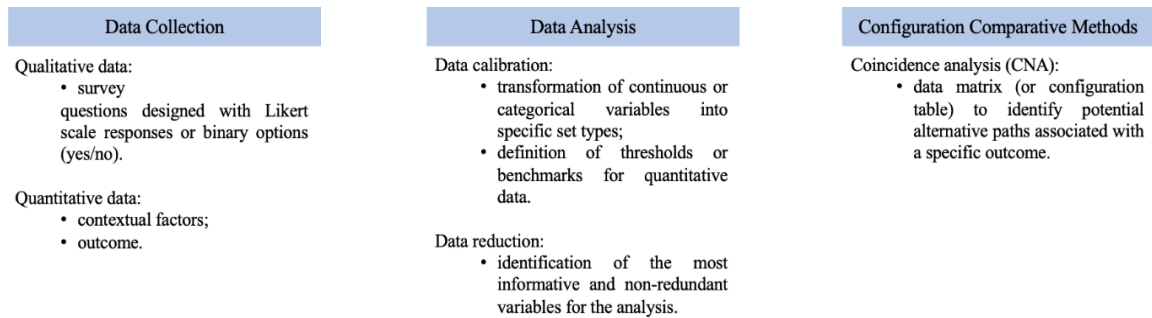 Data Collection
Qualitative data:
• survey
questions designed with Likert
scale responses or binary options
(yes/no).
Quantitative data:
• contextual factors;
• outcome.
Data Analysis
Data calibration:
• transformation of continuous or
categorical variables into
specific set types;
• definition of thresholds or
benchmarks for quantitative
data.
Data reduction:
• identification of the most
informative and non-redundant
variables for the analysis.
Configuration Comparative Methods
Coincidence analysis (CNA):
• data matrix (or configuration
table) to identify potential
alternative paths associated with
a specific outcome.